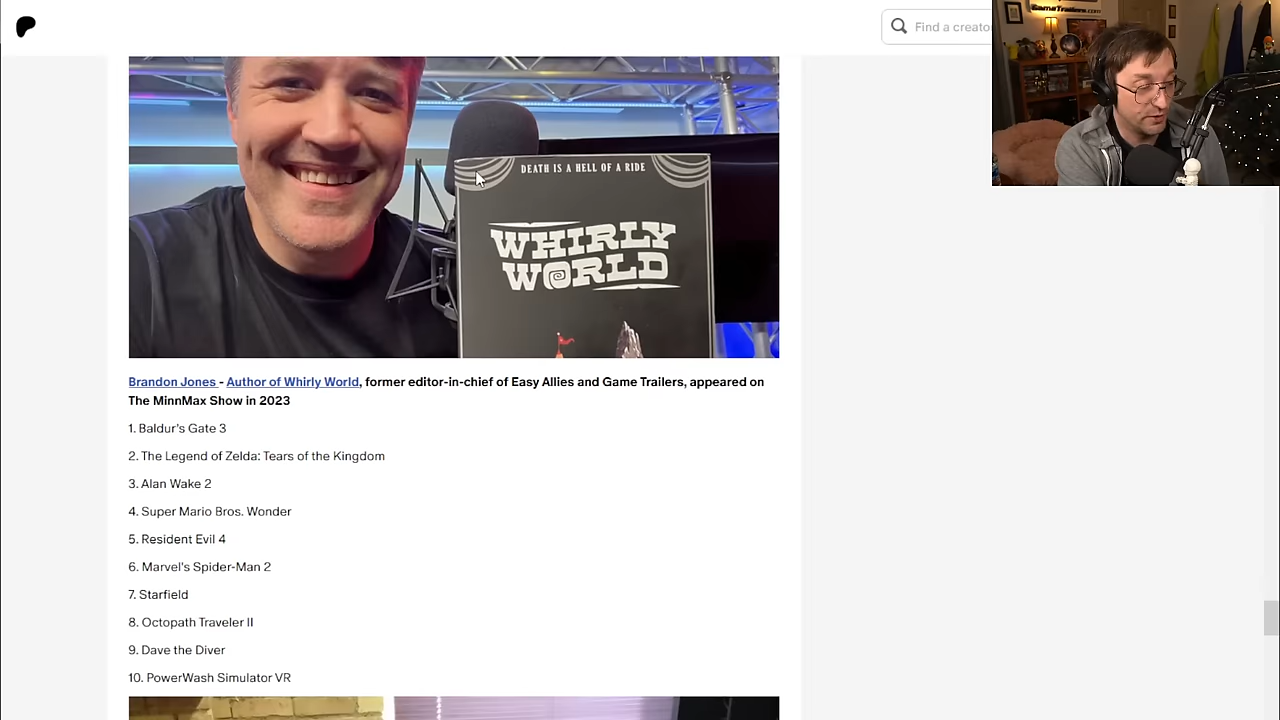 Find a creato
GameTrailers.com
DEATH IS A HELL OF A RIDE
WHIRLY
WORLD
Brandon Jones - Author of Whirly World, former editor-in-chief of Easy Allies and Game Trailers, appeared on
The MinnMax Show in 2023
1. Baldur's Gate 3
2. The Legend of Zelda: Tears of the Kingdom
3. Alan Wake 2
4. Super Mario Bros. Wonder
5. Resident Evil 4
6. Marvel's Spider-Man 2
7. Starfield
8. Octopath Traveler II
9. Dave the Diver
10. PowerWash Simulator VR